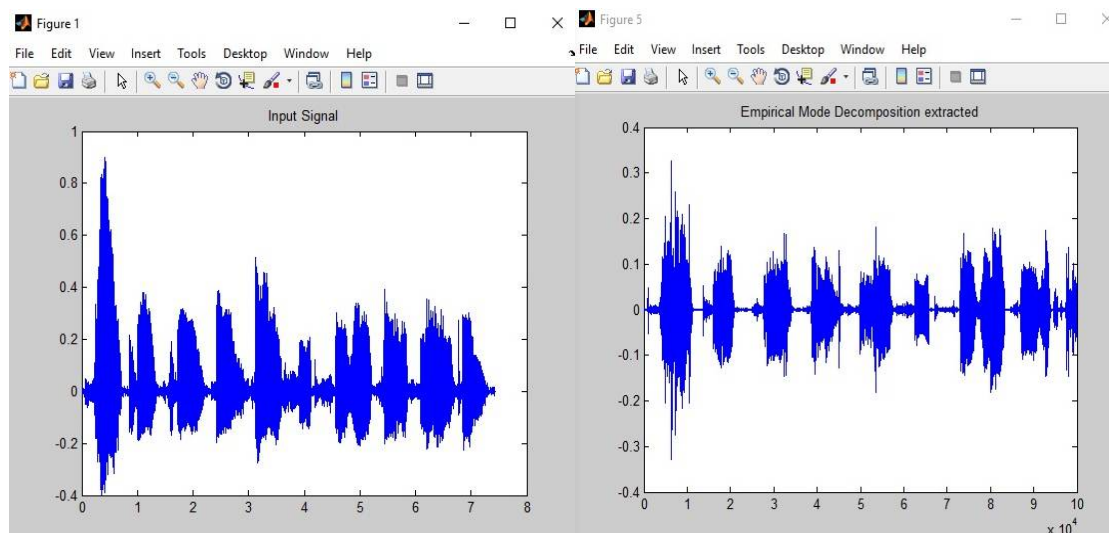 Figure 1
File Edit View Insert Tools Desktop Window Help
Input Signal
1
0.8
0.6
0.4
0.2
0
-0.2
-0.4
0 1 2 3 4 5 6 7 8
Figure 5
File Edit View Insert Tools Desktop Window Help
Empirical Mode Decomposition extracted
0.4
0.3
0.2
0.1
0
-0.1
-0.2
-0.3
-0.4
0 1 2 3 4 5 6 7 8 9 10
x 10^4